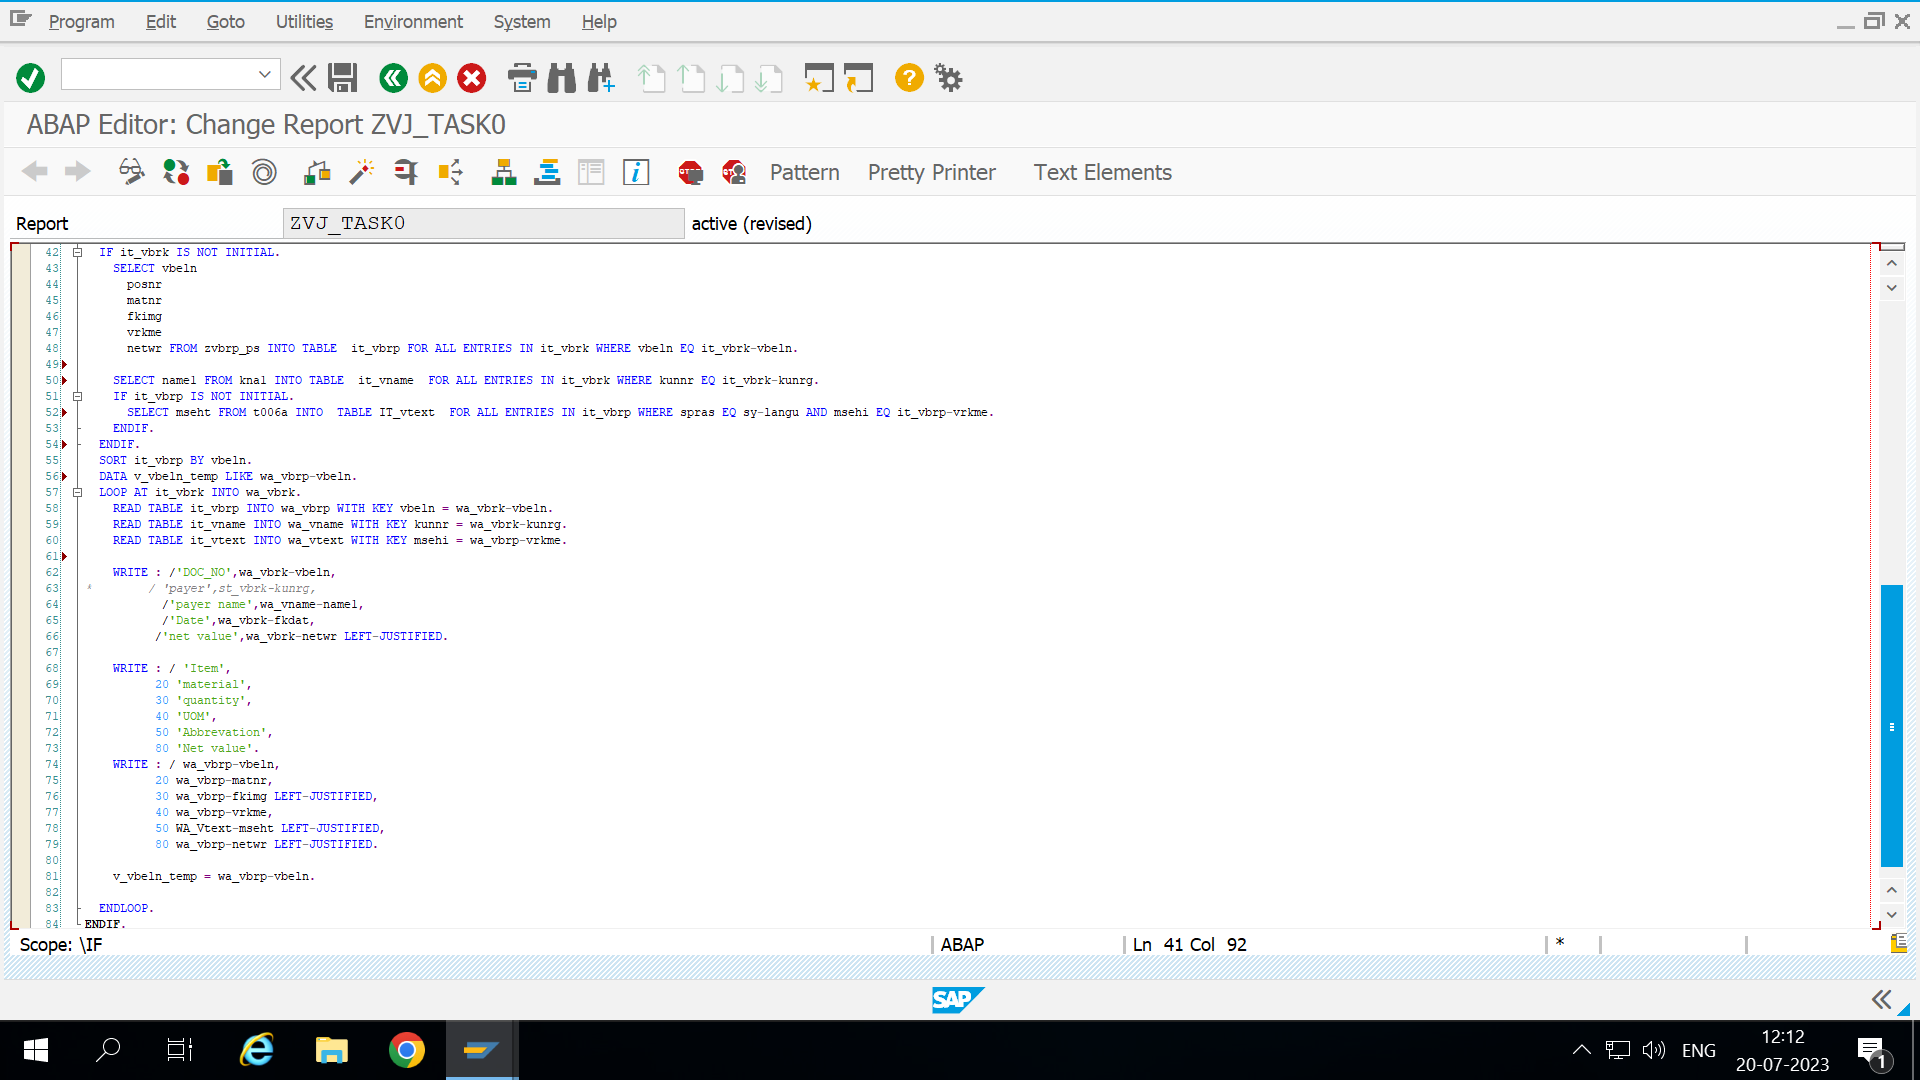 Program Edit Goto Utilities Environment System Help
ABAP Editor: Change Report ZVJ_TASK0
Pattern Pretty Printer Text Elements
Report ZVJ_TASK0 active (revised)
42 IF it_vbrk IS NOT INITIAL.
43 SELECT vbeln
44 posnr
45 matnr
46 fkimg
47 vrkme
48 netwr FROM zvbrp_ps INTO TABLE it_vbrp FOR ALL ENTRIES IN it_vbrk WHERE vbeln EQ it_vbrk-vbeln.
49
50 SELECT name1 FROM kna1 INTO TABLE it_vname FOR ALL ENTRIES IN it_vbrk WHERE kunnr EQ it_vbrk-kunrg.
51 IF it_vbrp IS NOT INITIAL.
52 SELECT mseht FROM t006a INTO TABLE IT_vtext FOR ALL ENTRIES IN it_vbrp WHERE spras EQ sy-langu AND msehi EQ it_vbrp-vrkme.
53 ENDIF.
54 ENDIF.
55 SORT it_vbrp BY vbeln.
56 DATA v_vbeln_temp LIKE wa_vbrp-vbeln.
57 LOOP AT it_vbrk INTO wa_vbrk.
58 READ TABLE it_vbrp INTO wa_vbrp WITH KEY vbeln = wa_vbrk-vbeln.
59 READ TABLE it_vname INTO wa_vname WITH KEY kunnr = wa_vbrk-kunrg.
60 READ TABLE it_vtext INTO wa_vtext WITH KEY msehi = wa_vbrp-vrkme.
61
62 WRITE : /'DOC_NO',wa_vbrk-vbeln,
63 * / 'payer',st_vbrk-kunrg,
64 /'payer name',wa_vname-name1,
65 /'Date',wa_vbrk-fkdat,
66 /'net value',wa_vbrk-netwr LEFT-JUSTIFIED.
67
68 WRITE : / 'Item',
69 20 'material',
70 30 'quantity',
71 40 'UOM',
72 50 'Abbrevation',
73 80 'Net value'.
74 WRITE : / wa_vbrp-vbeln,
75 20 wa_vbrp-matnr,
76 30 wa_vbrp-fkimg LEFT-JUSTIFIED,
77 40 wa_vbrp-vrkme,
78 50 WA_Vtext-mseht LEFT-JUSTIFIED,
79 80 wa_vbrp-netwr LEFT-JUSTIFIED.
80
81 v_vbeln_temp = wa_vbrp-vbeln.
82
83 ENDLOOP.
84 ENDIF.
Scope: \IF ABAP Ln 41 Col 92 *
SAP
ENG 12:12
20-07-2023
1